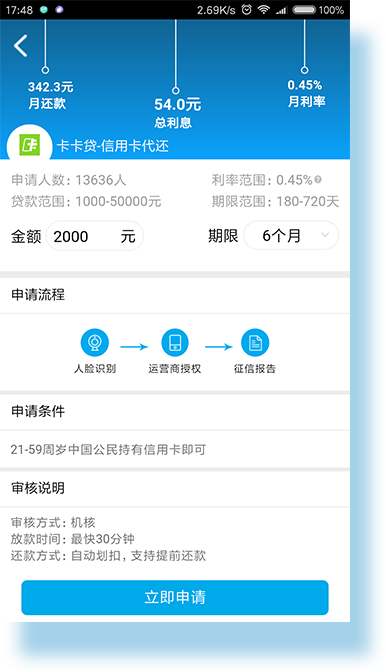 17:48 2.69K/s 100%
342.3元
月还款
54.0元
总利息
0.45%
月利率
卡卡贷-信用卡代还
申请人数: 13636人 利率范围: 0.45%
贷款范围: 1000-50000元 期限范围: 180-720天
金额 2000 元 期限 6个月
申请流程
人脸识别 运营商授权 征信报告
申请条件
21-59周岁中国公民持有信用卡即可
审核说明
审核方式: 机核
放款时间: 最快30分钟
还款方式: 自动划扣, 支持提前还款
立即申请